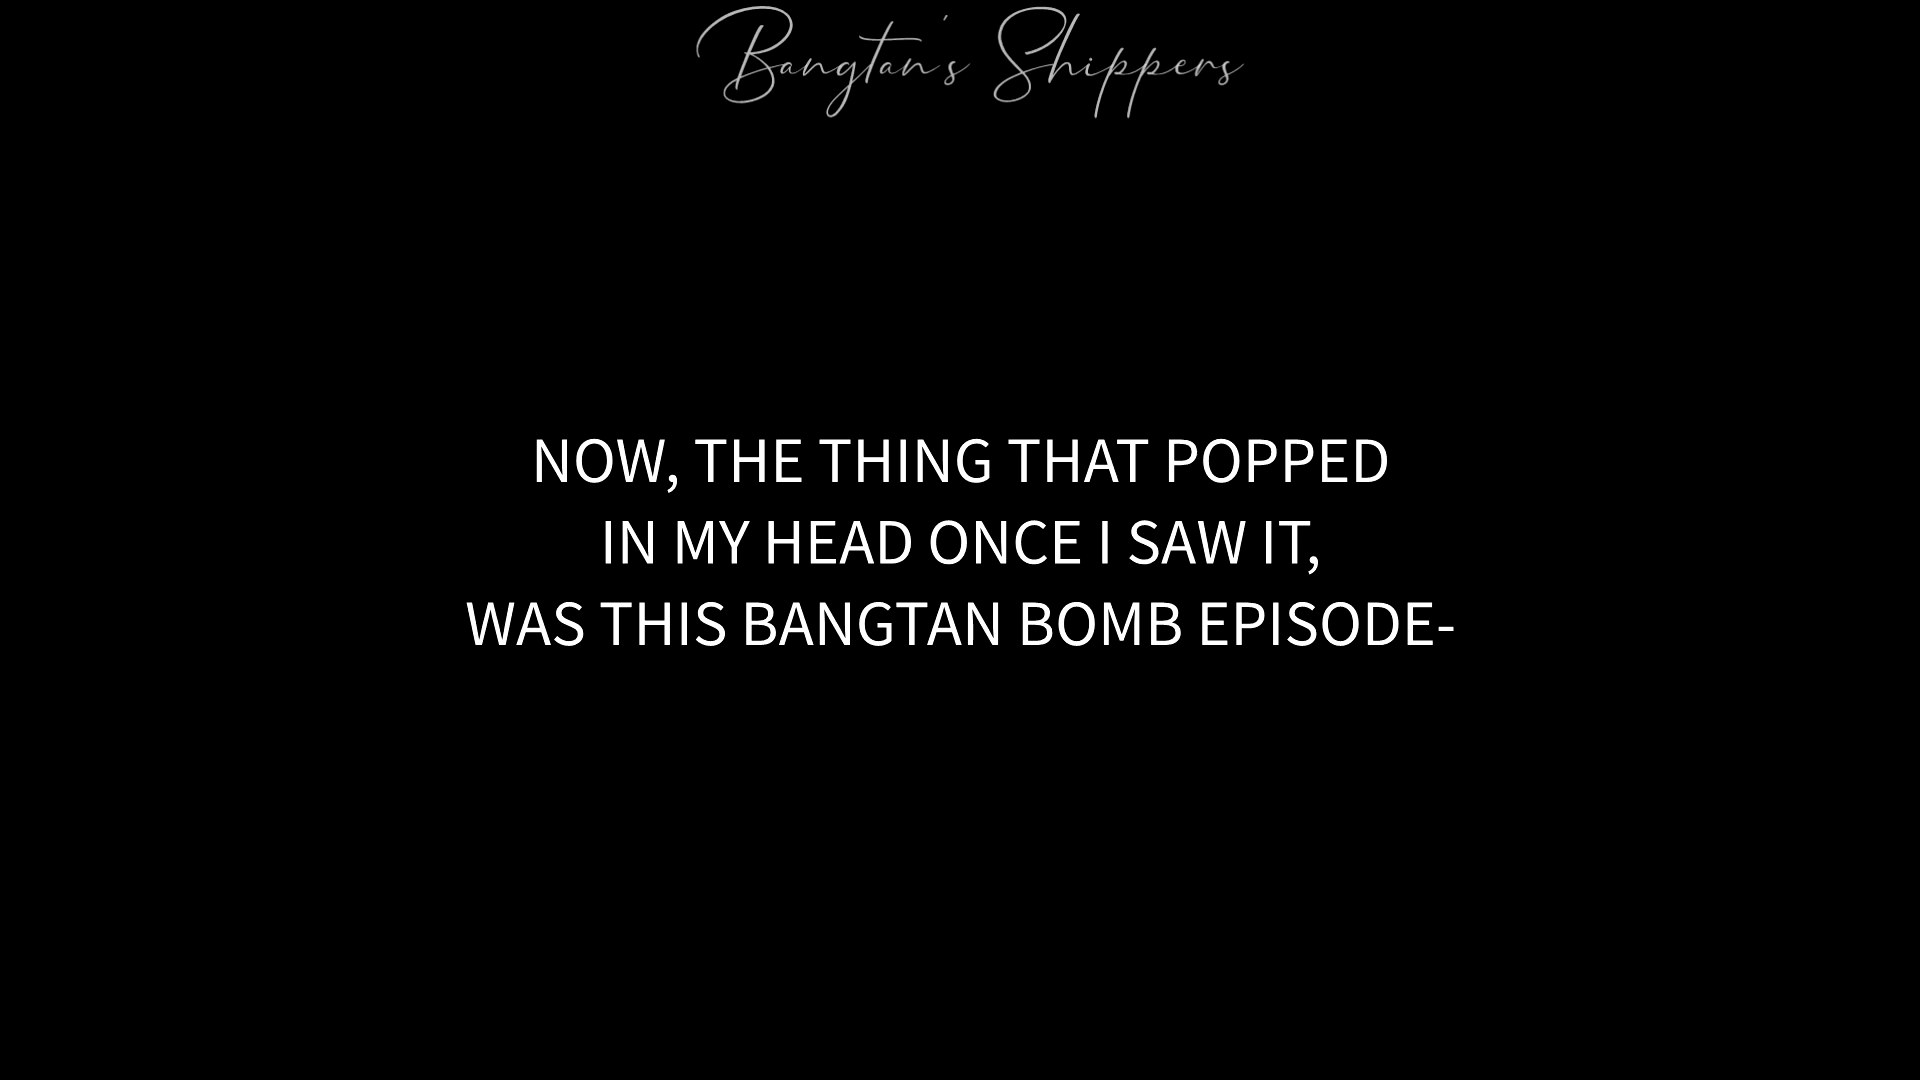 Bangtan's Shippers
NOW, THE THING THAT POPPED
IN MY HEAD ONCE I SAW IT,
WAS THIS BANGTAN BOMB EPISODE-